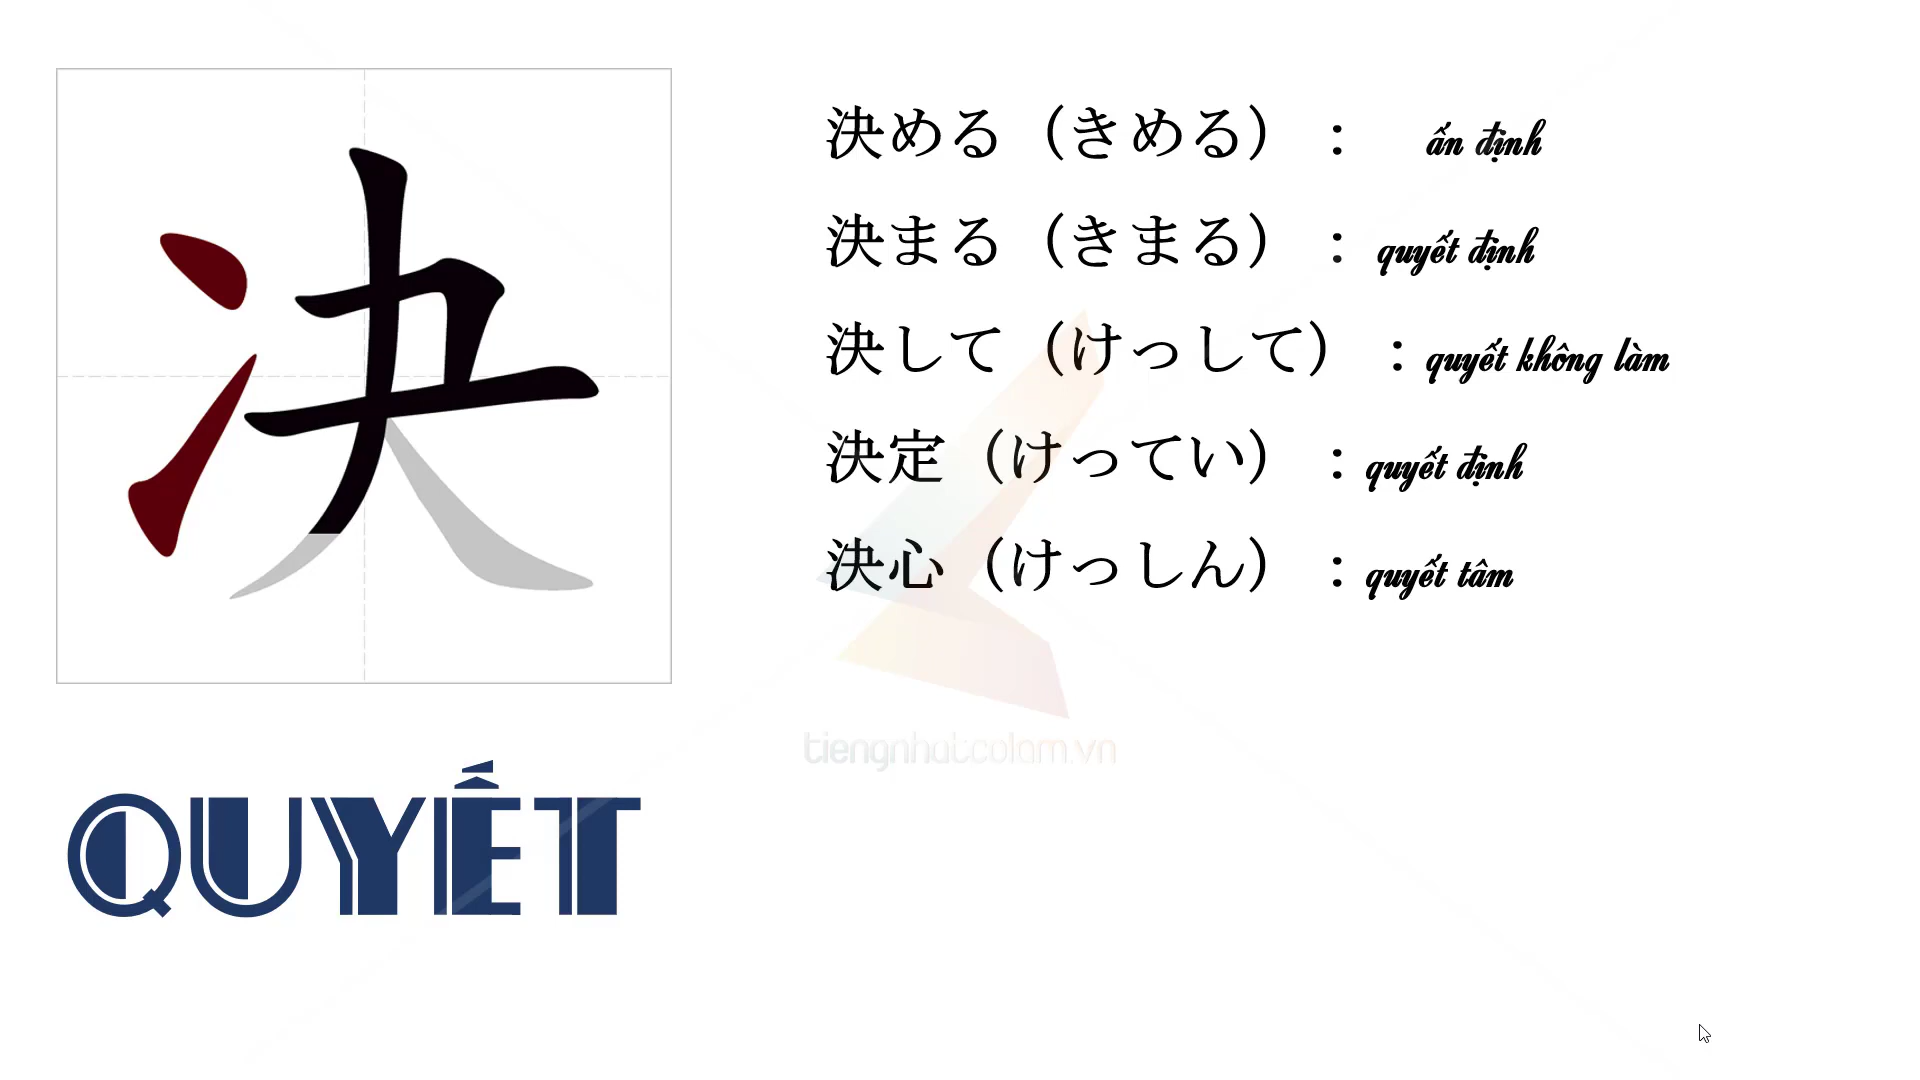 决
決める（きめる） ： ấn định
決まる（きまる） ： quyết định
決して（けっして） ：quyết không làm
決定（けってい） ：quyết định
決心（けっしん） ：quyết tâm
tiengnhatcolam.vn
QUYẾT